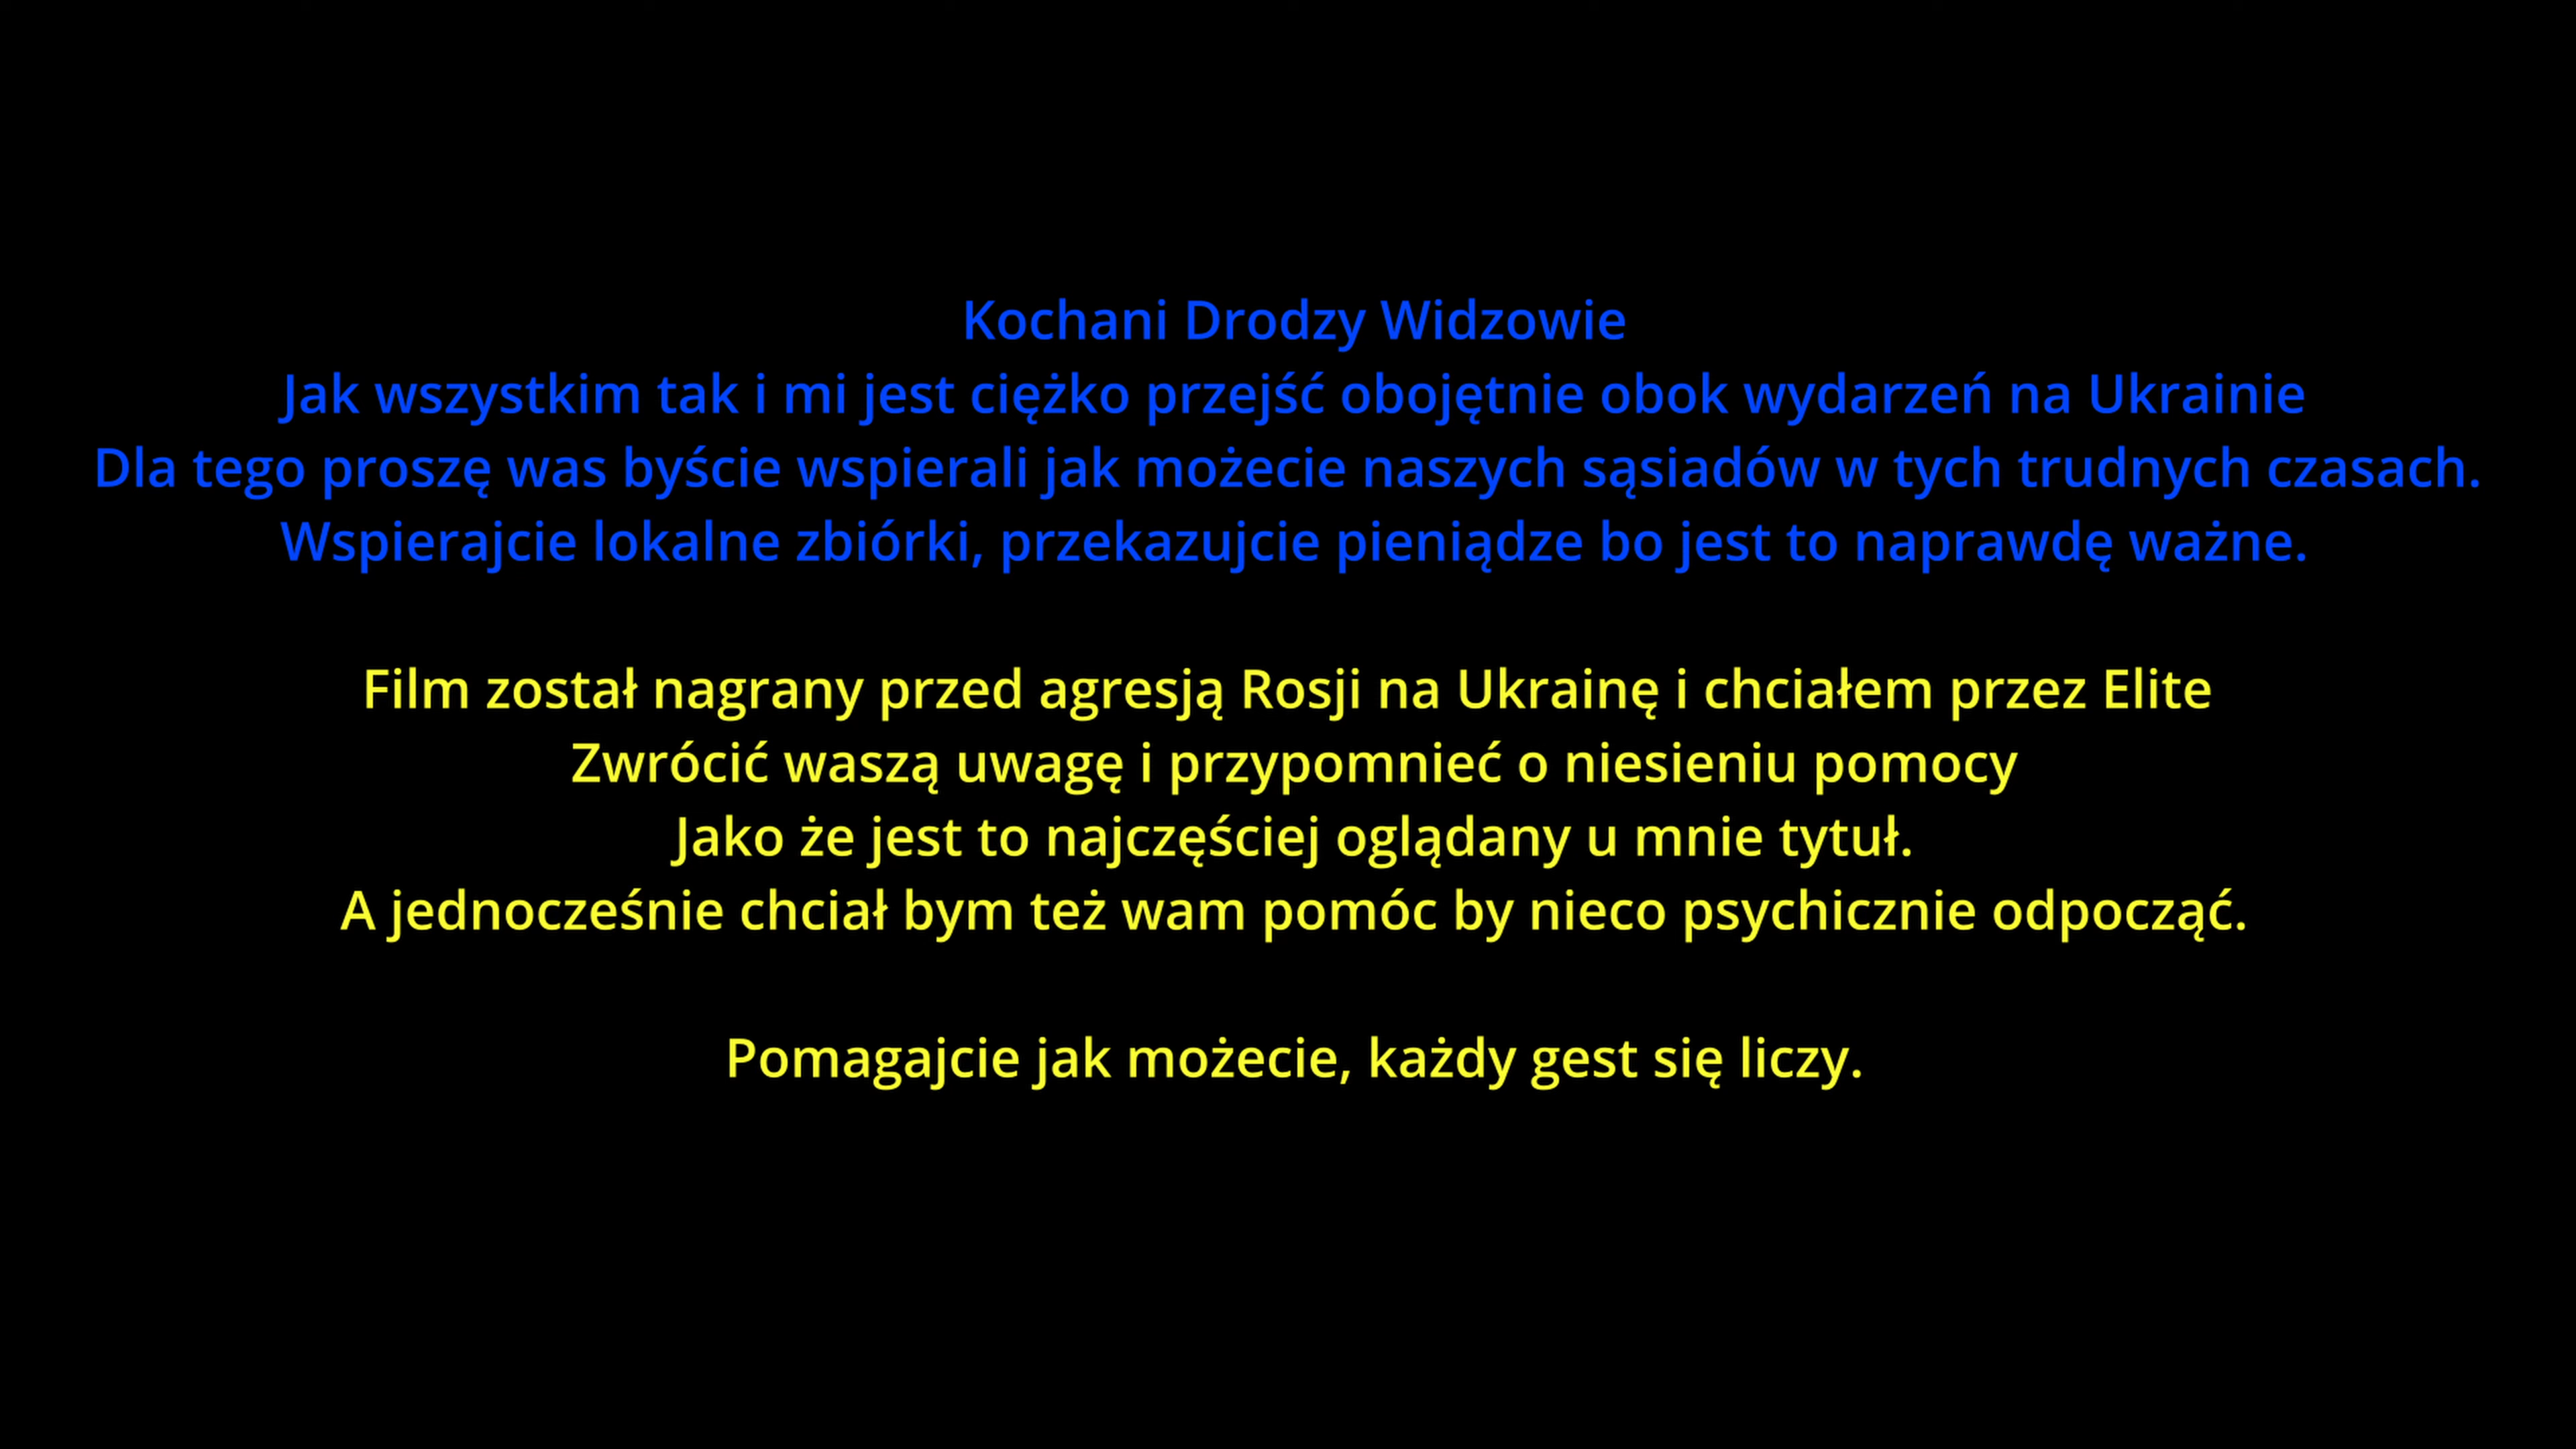 Kochani Drodzy Widzowie
Jak wszystkim tak i mi jest ciężko przejść obojętnie obok wydarzeń na Ukrainie
Dla tego proszę was byście wspierali jak możecie naszych sąsiadów w tych trudnych czasach.
Wspierajcie lokalne zbiórki, przekazujcie pieniądze bo jest to naprawdę ważne.
Film został nagrany przed agresją Rosji na Ukrainę i chciałem przez Elite
Zwrócić waszą uwagę i przypomnieć o niesieniu pomocy
Jako że jest to najczęściej oglądany u mnie tytuł.
A jednocześnie chciał bym też wam pomóc by nieco psychicznie odpocząć.
Pomagajcie jak możecie, każdy gest się liczy.